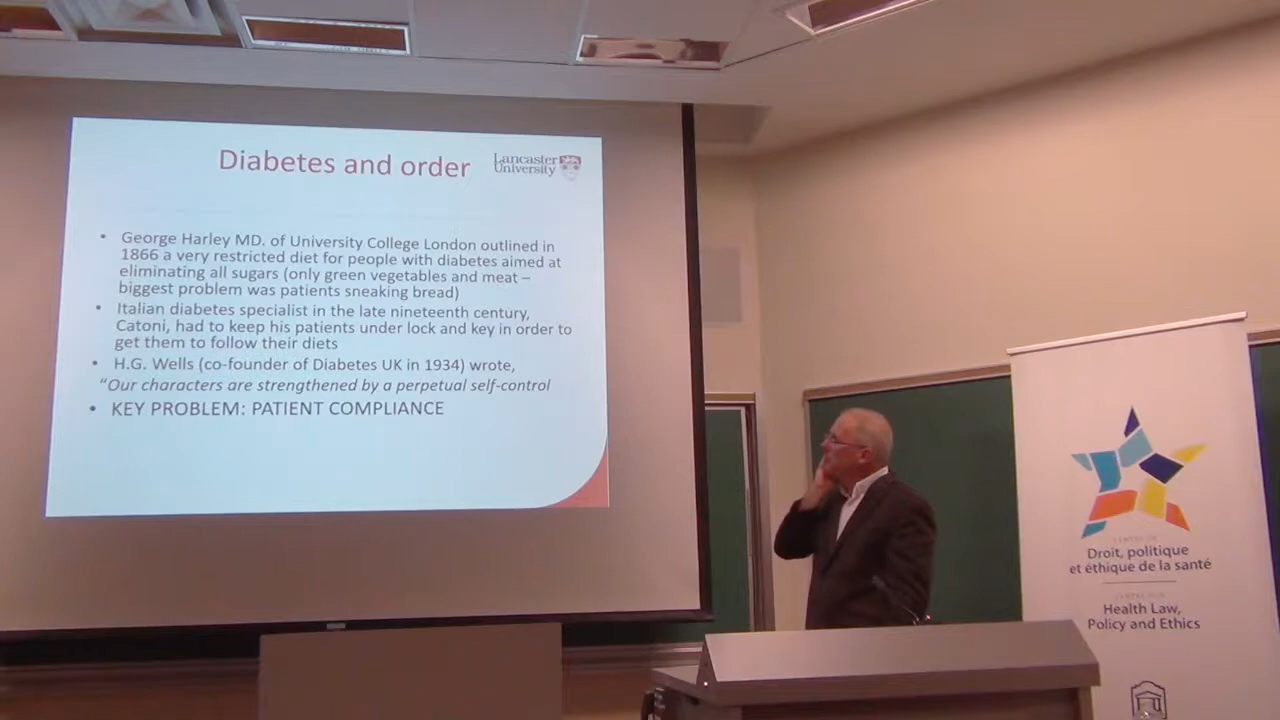 Diabetes and order
Lancaster
University
• George Harley MD. of University College London outlined in
1866 a very restricted diet for people with diabetes aimed at
eliminating all sugars (only green vegetables and meat –
biggest problem was patients sneaking bread)
• Italian diabetes specialist in the late nineteenth century,
Catoni, had to keep his patients under lock and key in order to
get them to follow their diets
• H.G. Wells (co-founder of Diabetes UK in 1934) wrote,
“Our characters are strengthened by a perpetual self-control
• KEY PROBLEM: PATIENT COMPLIANCE
CENTRE DE
Droit, politique
et éthique de la santé
CENTRE FOR
Health Law,
Policy and Ethics